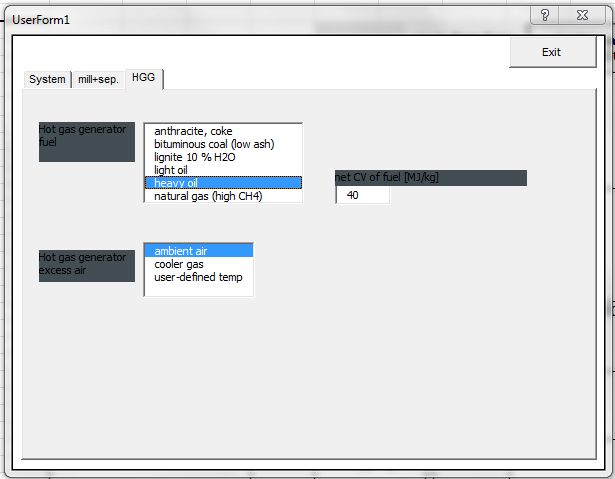 UserForm1
?
Exit
System
mill+sep.
HGG
Hot gas generator
fuel
anthracite, coke
bituminous coal (low ash)
lignite 10 % H2O
light oil
heavy oil
natural gas (high CH4)
net CV of fuel [MJ/kg]
40
Hot gas generator
excess air
ambient air
cooler gas
user-defined temp